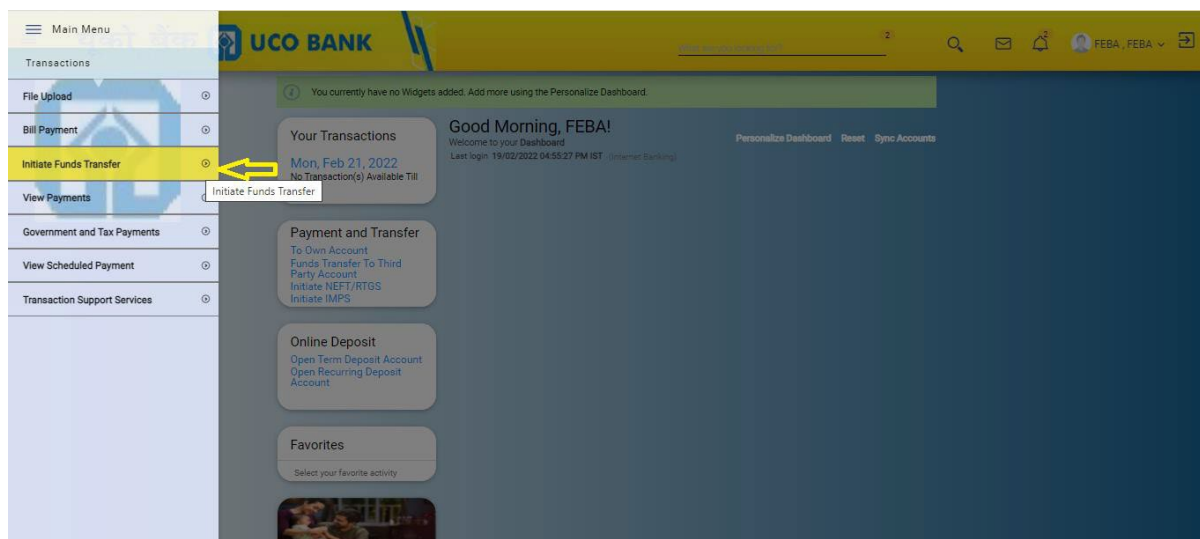 Main Menu
Transactions
File Upload
Bill Payment
Initiate Funds Transfer
Initiate Funds Transfer
View Payments
Government and Tax Payments
View Scheduled Payment
Transaction Support Services
UCO BANK
2
2
FEBA , FEBA
You currently have no Widgets added. Add more using the Personalize Dashboard.
Your Transactions
Mon, Feb 21, 2022
No Transaction(s) Available Till
Good Morning, FEBA!
Welcome to your Dashboard
Last login 19/02/2022 04:55:27 PM IST (Internet Banking)
Personalize Dashboard Reset Sync Accounts
Payment and Transfer
To Own Account
Funds Transfer To Third
Party Account
Initiate NEFT/RTGS
Initiate IMPS
Online Deposit
Open Term Deposit Account
Open Recurring Deposit
Account
Favorites
Select your favorite activity